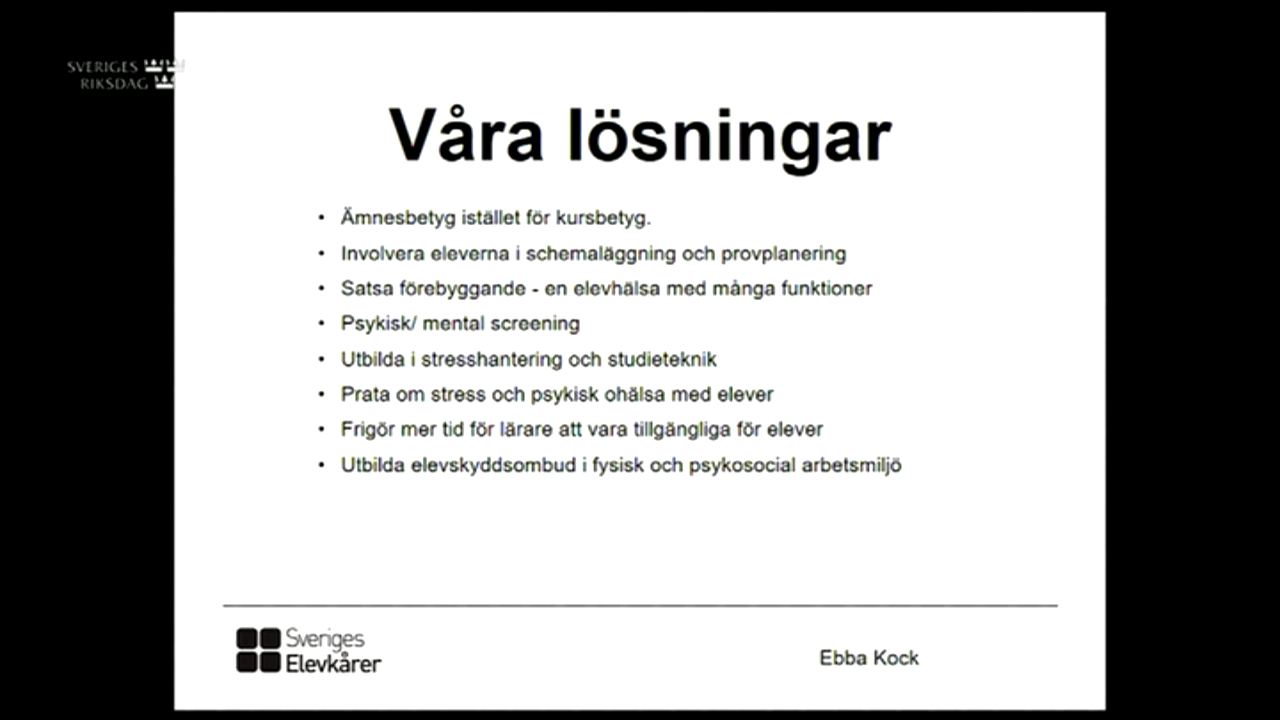 SVERIGES
RIKSDAG
Våra lösningar
• Ämnesbetyg istället för kursbetyg.
• Involvera eleverna i schemaläggning och provplanering
• Satsa förebyggande - en elevhälsa med många funktioner
• Psykisk/ mental screening
• Utbilda i stresshantering och studieteknik
• Prata om stress och psykisk ohälsa med elever
• Frigör mer tid för lärare att vara tillgängliga för elever
• Utbilda elevskyddsombud i fysisk och psykosocial arbetsmiljö
Sveriges
Elevkårer
Ebba Kock